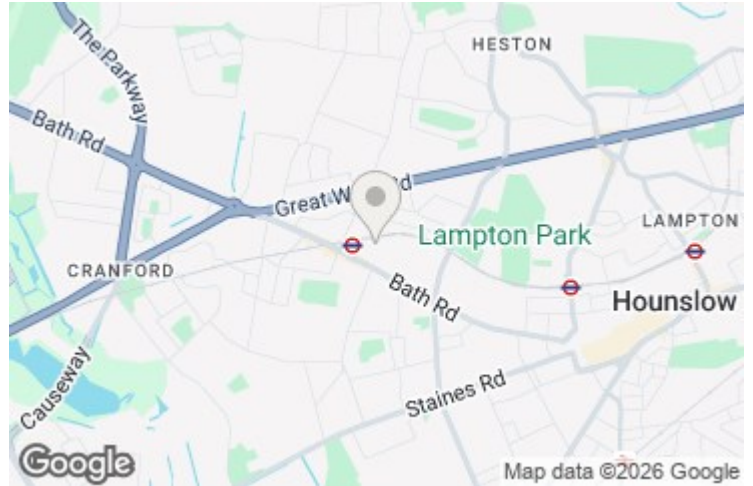 The Parkway
HESTON
Bath Rd
Great W
d
Lampton Park
LAMPTON
CRANFORD
Bath Rd
Hounslow
Causeway
Staines Rd
Google
Map data ©2026 Google